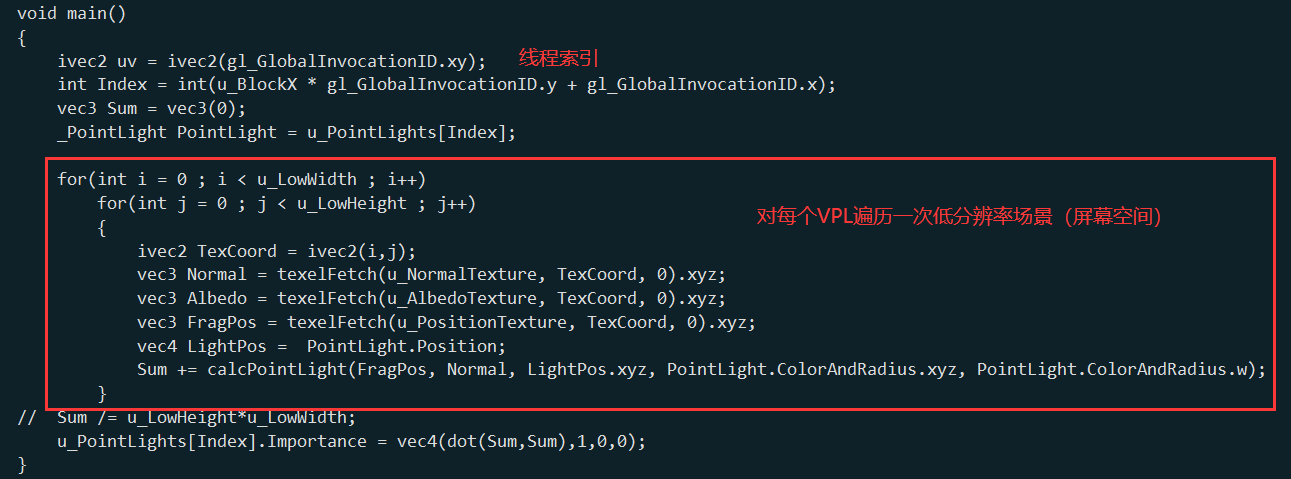 void main()
{
ivec2 uv = ivec2(gl_GlobalInvocationID.xy); 线程索引
int Index = int(u_BlockX * gl_GlobalInvocationID.y + gl_GlobalInvocationID.x);
vec3 Sum = vec3(0);
_PointLight PointLight = u_PointLights[Index];
for(int i = 0 ; i < u_LowWidth ; i++)
for(int j = 0 ; j < u_LowHeight ; j++)
{ 对每个VPL遍历一次低分辨率场景（屏幕空间）
ivec2 TexCoord = ivec2(i,j);
vec3 Normal = texelFetch(u_NormalTexture, TexCoord, 0).xyz;
vec3 Albedo = texelFetch(u_AlbedoTexture, TexCoord, 0).xyz;
vec3 FragPos = texelFetch(u_PositionTexture, TexCoord, 0).xyz;
vec4 LightPos =  PointLight.Position;
Sum += calcPointLight(FragPos, Normal, LightPos.xyz, PointLight.ColorAndRadius.xyz, PointLight.ColorAndRadius.w);
}
//  Sum /= u_LowHeight*u_LowWidth;
u_PointLights[Index].Importance = vec4(dot(Sum,Sum),1,0,0);
}